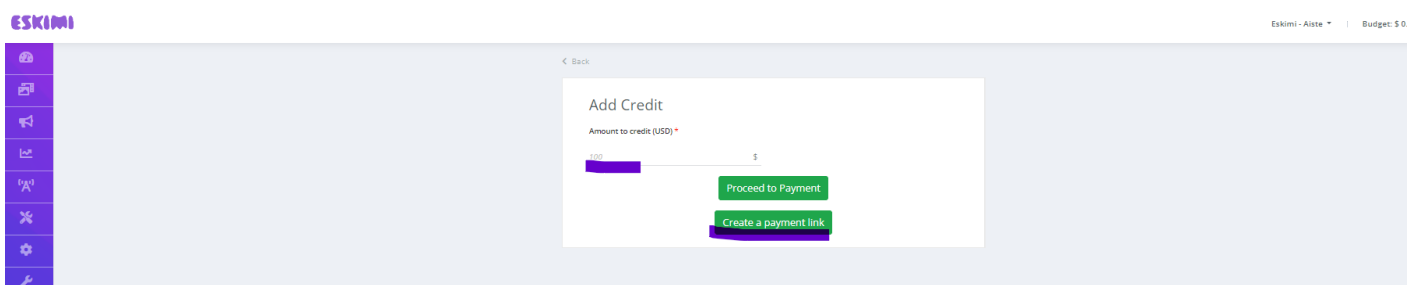 ESKIMI
Eskimi - Aiste
Budget: $ 0.
Back
Add Credit
Amount to credit (USD) *
100 $
Proceed to Payment
Create a payment link